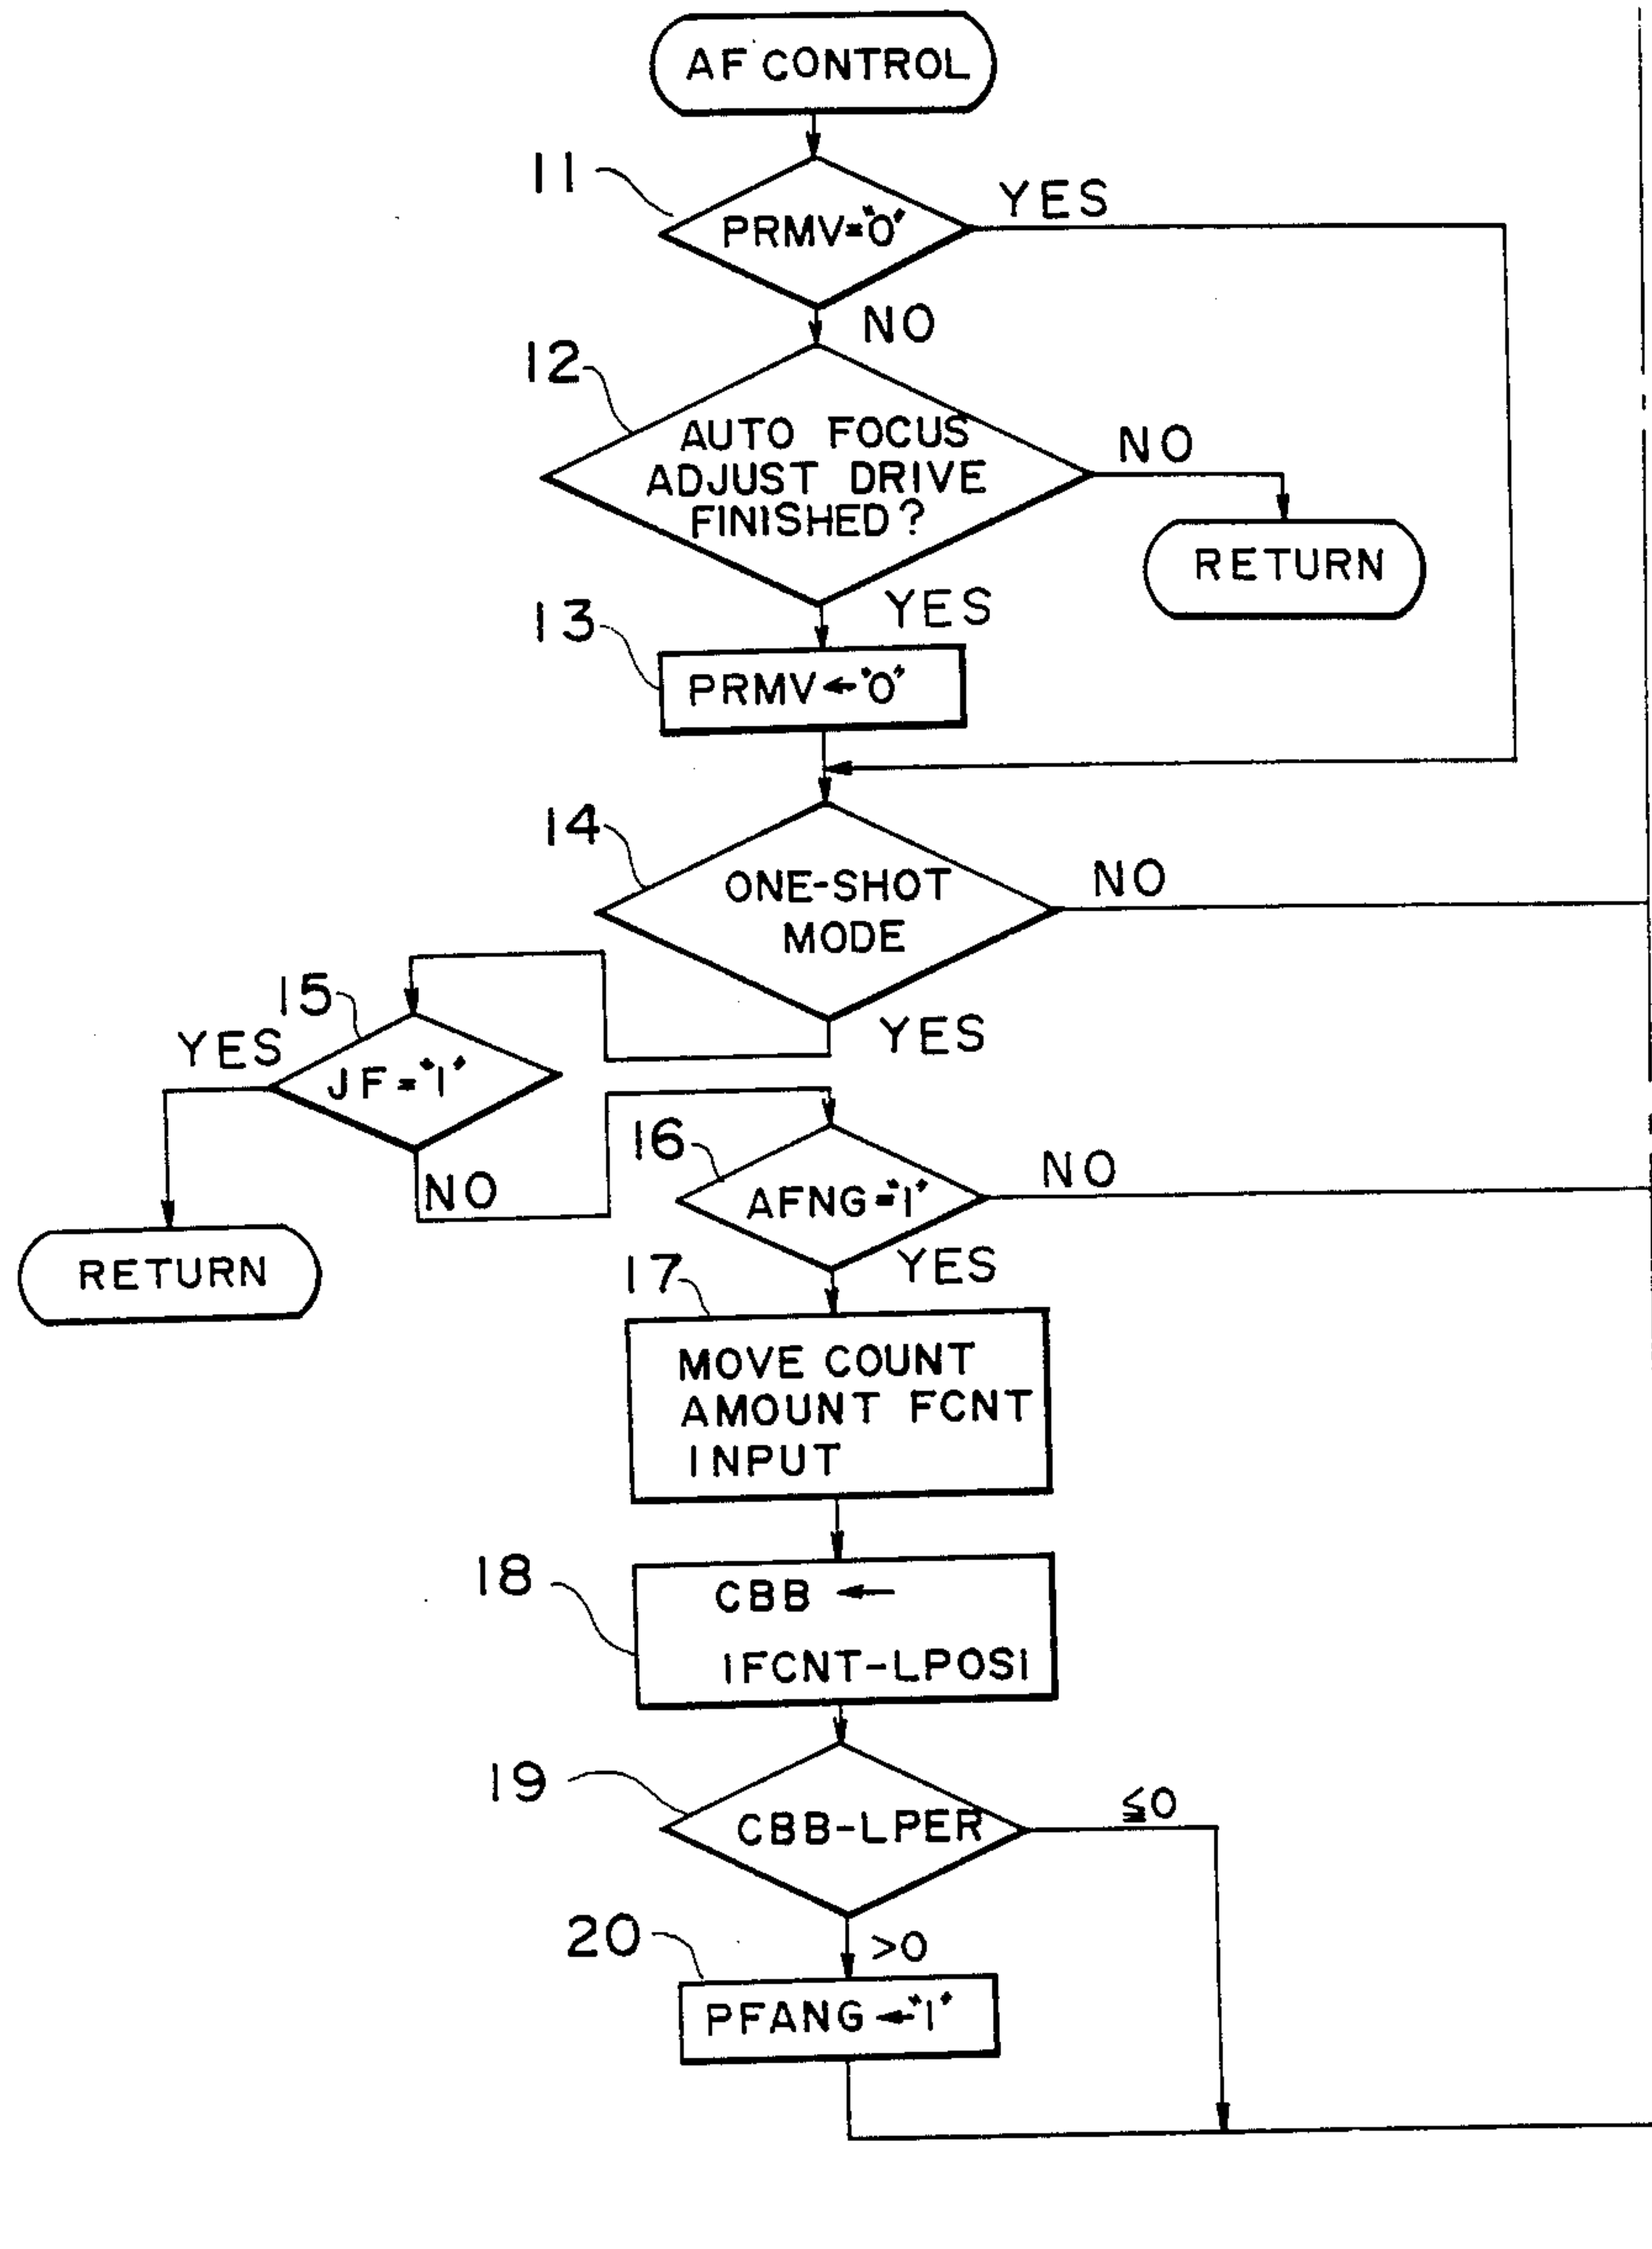 AF CONTROL
11
PRMV="0"
YES
NO
12
AUTO FOCUS
ADJUST DRIVE
FINISHED?
NO
RETURN
YES
13
PRMV←"0"
14
ONE-SHOT
MODE
NO
YES
15
YES
JF="1"
NO
RETURN
16
AFNG="1"
NO
YES
17
MOVE COUNT
AMOUNT FCNT
INPUT
18
CBB ←
|FCNT-LPOS|
19
CBB-LPER
≦0
>0
20
PFANG←"1"